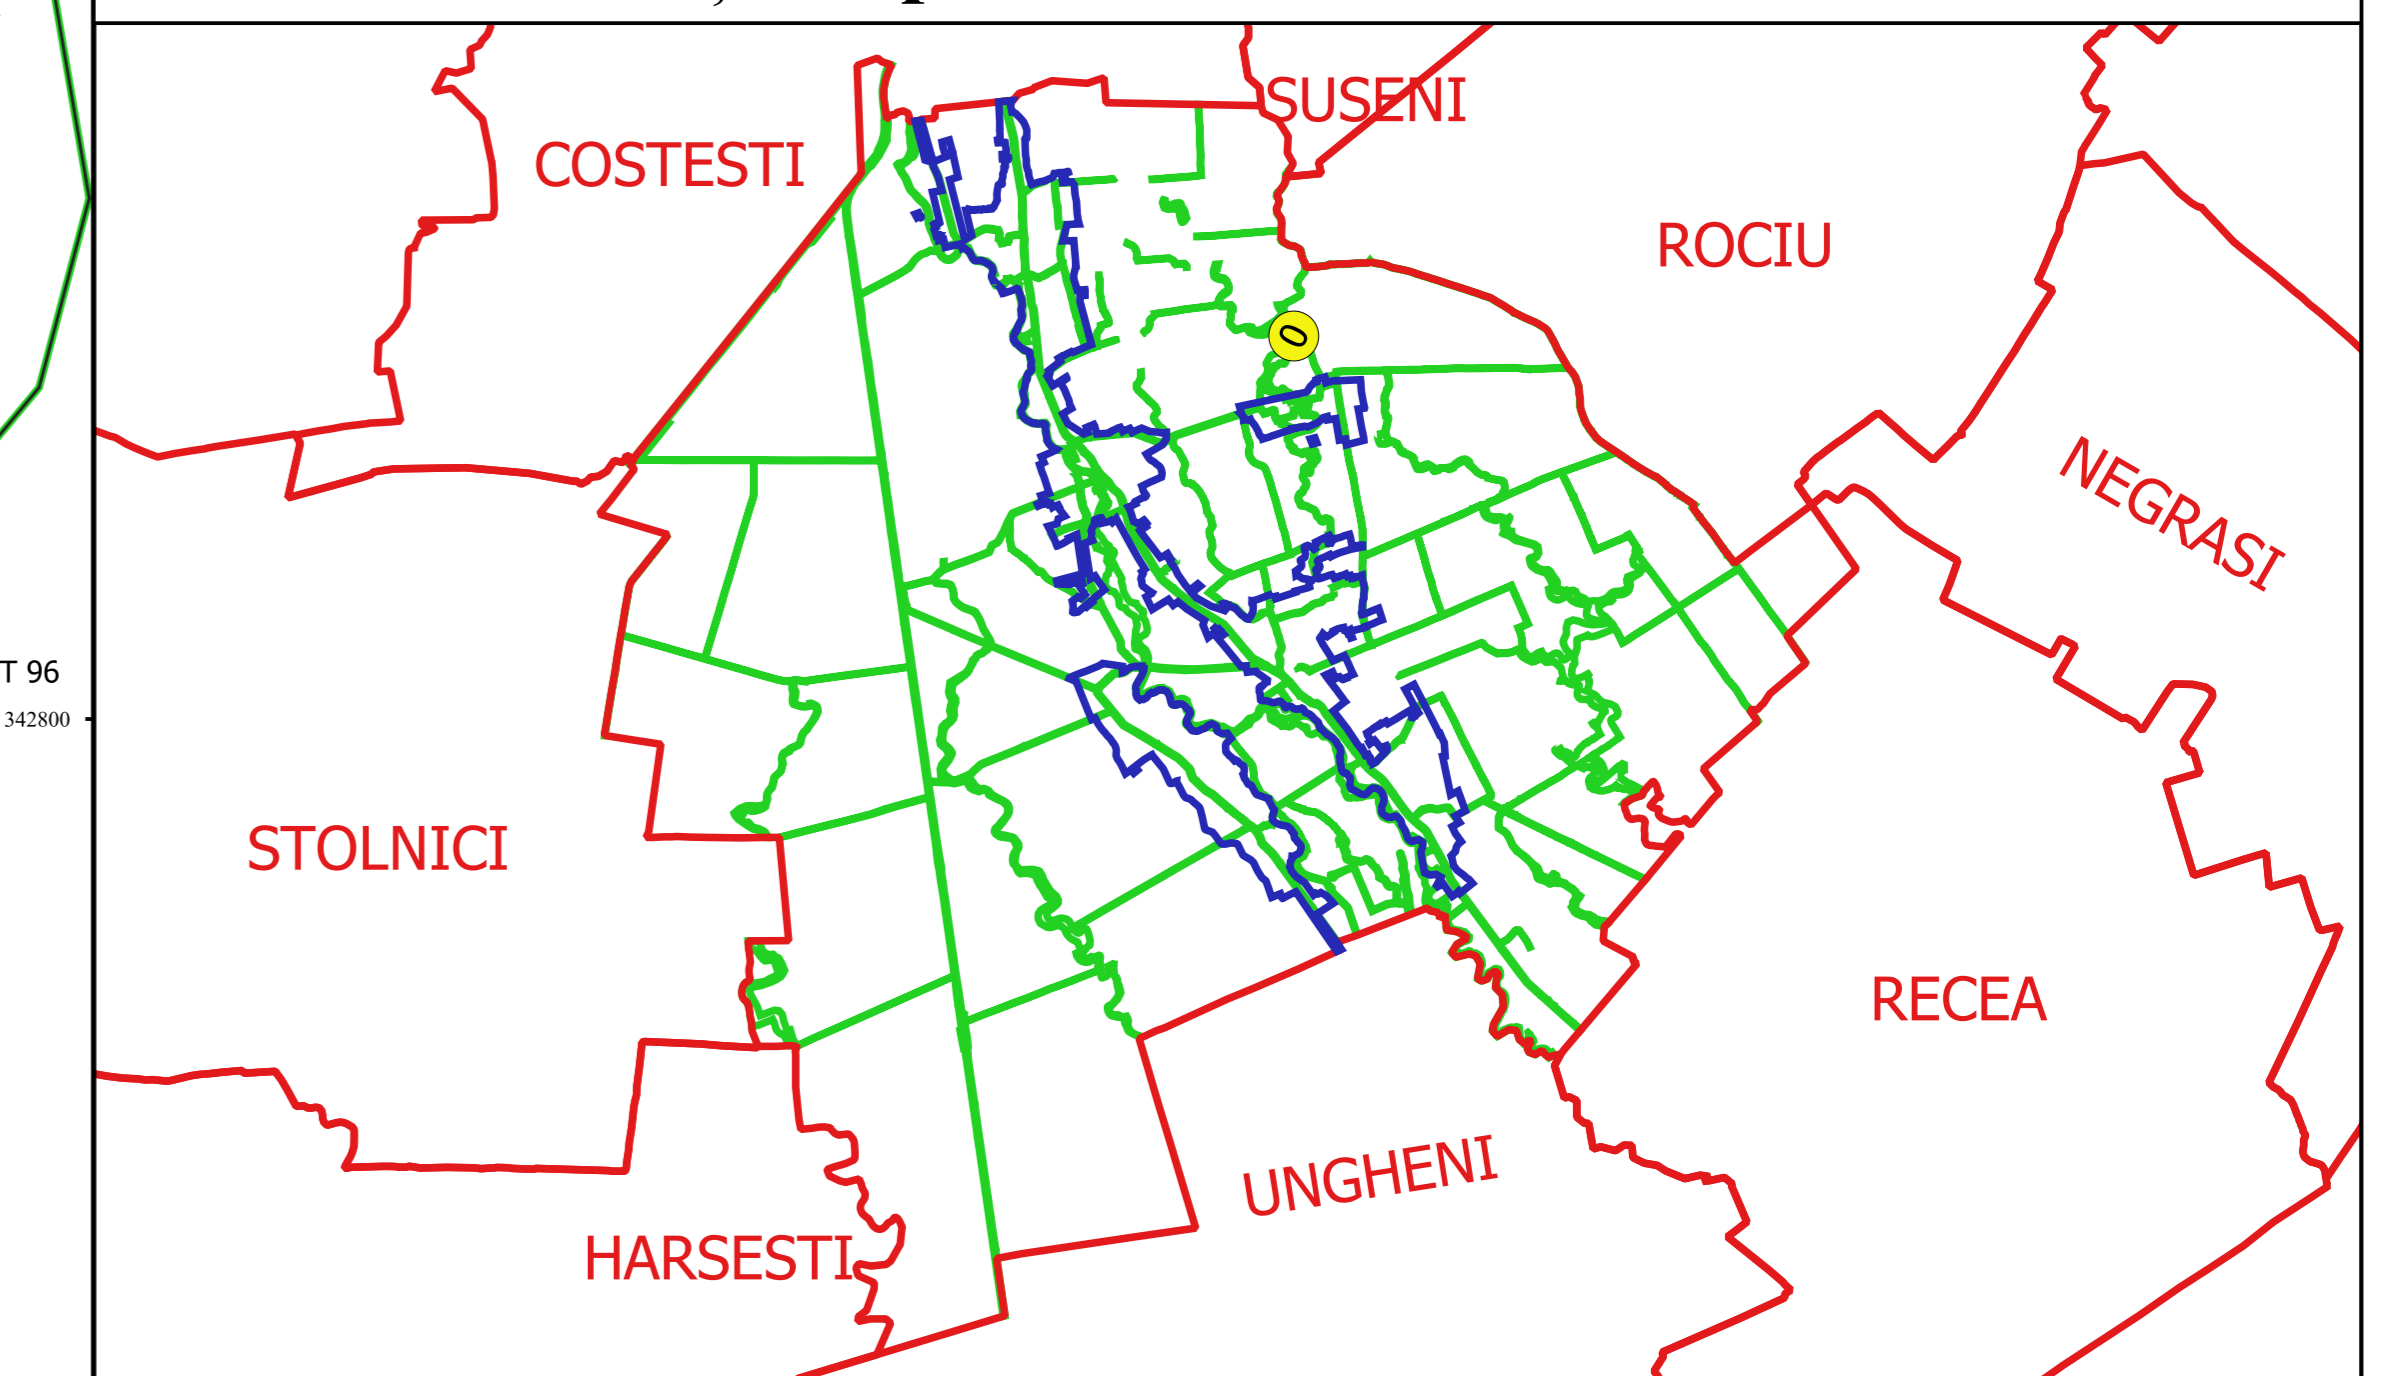 SUSENI
COSTESTI
ROCIU
0
NEGRASI
T 96
342800
STOLNICI
RECEA
UNGHENI
HARSESTI